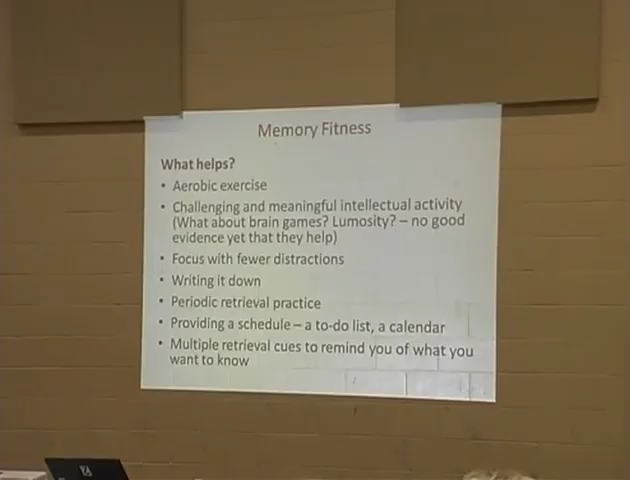 Memory Fitness
What helps?
• Aerobic exercise
• Challenging and meaningful intellectual activity
(What about brain games? Lumosity? – no good
evidence yet that they help)
• Focus with fewer distractions
• Writing it down
• Periodic retrieval practice
• Providing a schedule – a to-do list, a calendar
• Multiple retrieval cues to remind you of what you
want to know